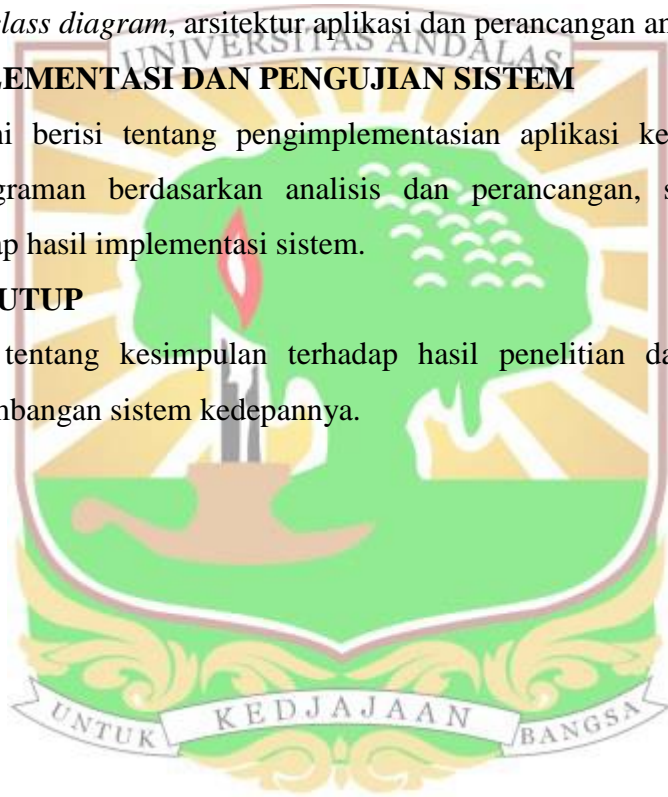 class diagram, arsitektur aplikasi dan perancangan an
UNIVERSITAS ANDALAS
LEMENTASI DAN PENGUJIAN SISTEM
ni berisi tentang pengimplementasian aplikasi ke
graman berdasarkan analisis dan perancangan, s
ap hasil implementasi sistem.
UTUP
tentang kesimpulan terhadap hasil penelitian da
mbangan sistem kedepannya.
UNTUK KEDJAJAAN BANGSA